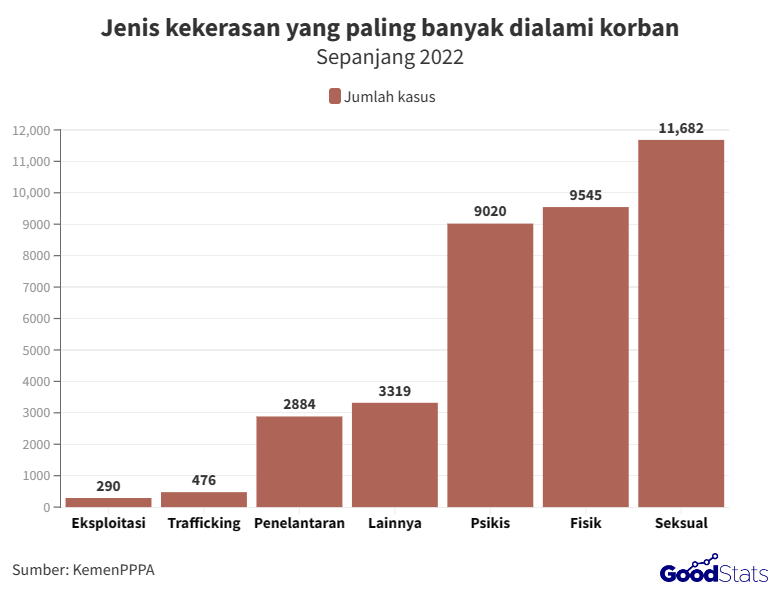 Jenis kekerasan yang paling banyak dialami korban
Sepanjang 2022
Jumlah kasus
12,000
11,000
10,000
9000
8000
7000
6000
5000
4000
3000
2000
1000
0
290
476
2884
3319
9020
9545
11,682
Eksploitasi
Trafficking
Penelantaran
Lainnya
Psikis
Fisik
Seksual
Sumber: KemenPPPA
GoodStats